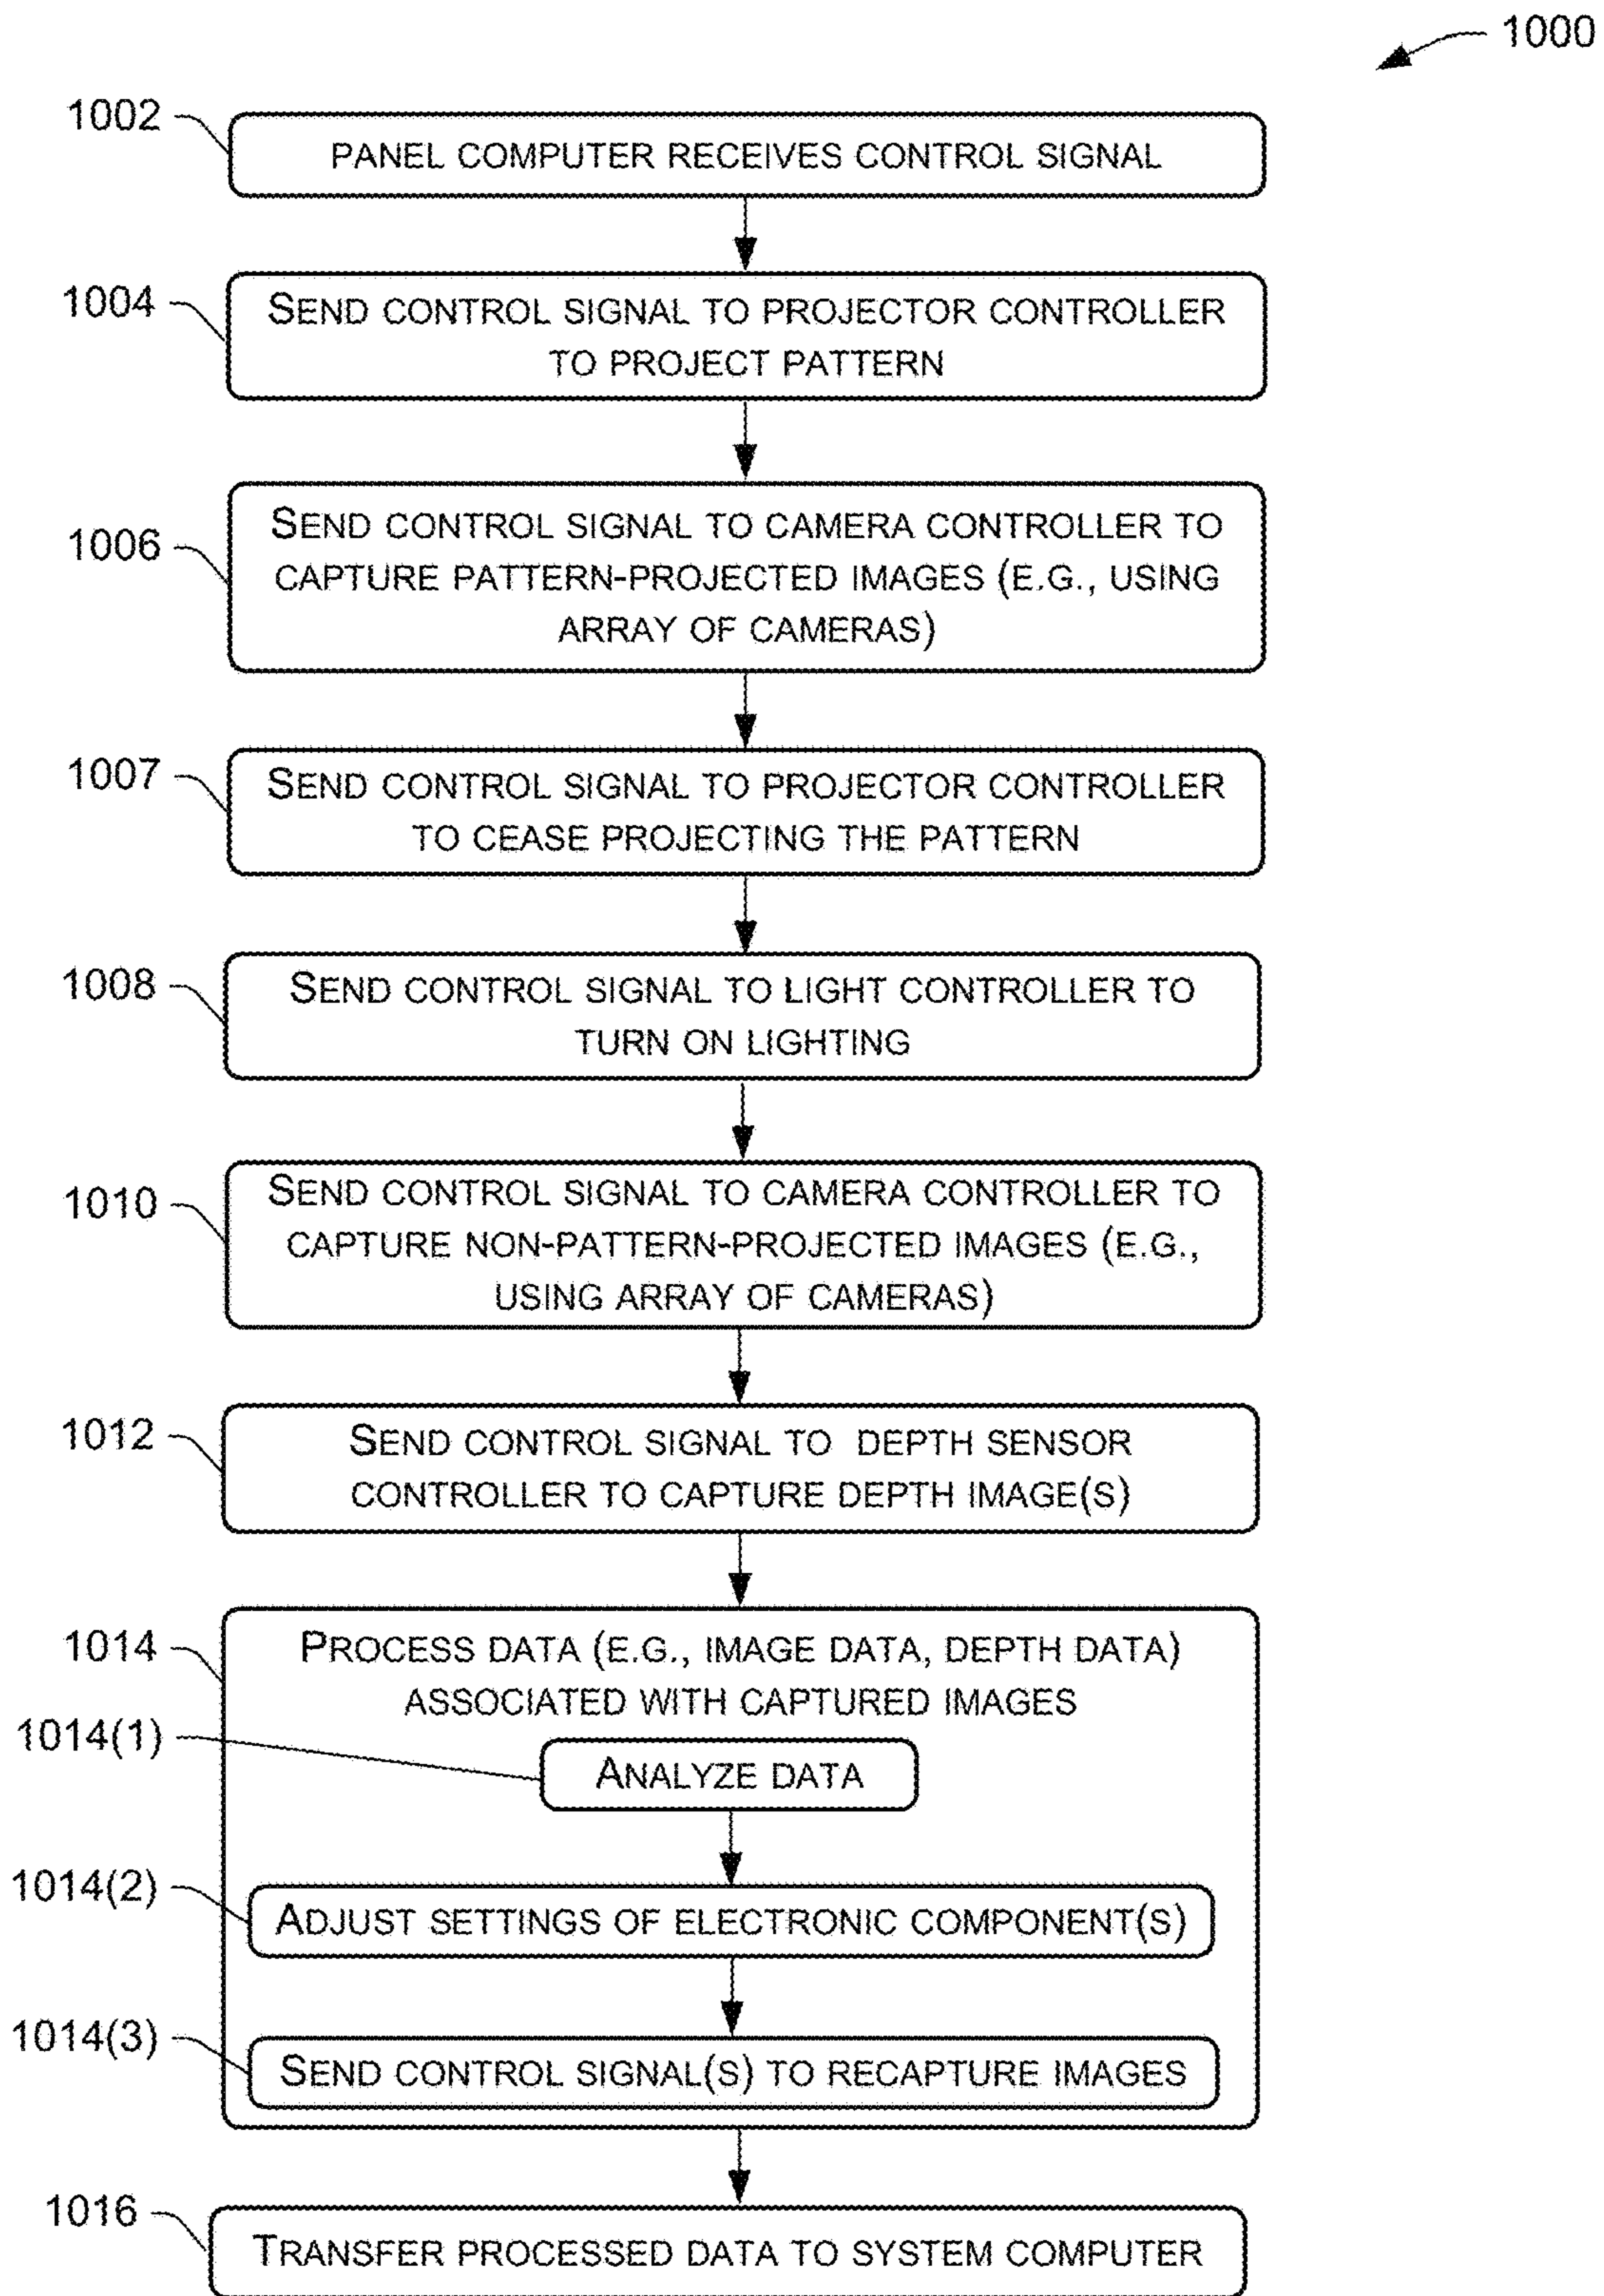 1000
1002
PANEL COMPUTER RECEIVES CONTROL SIGNAL
1004
SEND CONTROL SIGNAL TO PROJECTOR CONTROLLER
TO PROJECT PATTERN
1006
SEND CONTROL SIGNAL TO CAMERA CONTROLLER TO
CAPTURE PATTERN-PROJECTED IMAGES (E.G., USING
ARRAY OF CAMERAS)
1007
SEND CONTROL SIGNAL TO PROJECTOR CONTROLLER
TO CEASE PROJECTING THE PATTERN
1008
SEND CONTROL SIGNAL TO LIGHT CONTROLLER TO
TURN ON LIGHTING
1010
SEND CONTROL SIGNAL TO CAMERA CONTROLLER TO
CAPTURE NON-PATTERN-PROJECTED IMAGES (E.G.,
USING ARRAY OF CAMERAS)
1012
SEND CONTROL SIGNAL TO DEPTH SENSOR
CONTROLLER TO CAPTURE DEPTH IMAGE(S)
1014
PROCESS DATA (E.G., IMAGE DATA, DEPTH DATA)
ASSOCIATED WITH CAPTURED IMAGES
1014(1)
ANALYZE DATA
1014(2)
ADJUST SETTINGS OF ELECTRONIC COMPONENT(S)
1014(3)
SEND CONTROL SIGNAL(S) TO RECAPTURE IMAGES
1016
TRANSFER PROCESSED DATA TO SYSTEM COMPUTER